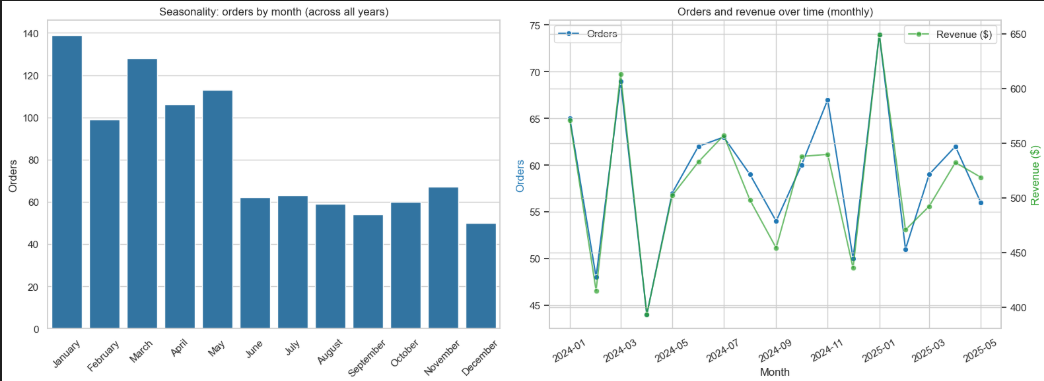 Seasonality: orders by month (across all years)
Orders
140
120
100
80
60
40
20
0
January
February
March
April
May
June
July
August
September
October
November
December
Orders and revenue over time (monthly)
Orders
Revenue ($)
Orders
75
70
65
60
55
50
45
650
600
550
500
450
400
Revenue ($)
2024-01
2024-03
2024-05
2024-07
2024-09
2024-11
2025-01
2025-03
2025-05
Month